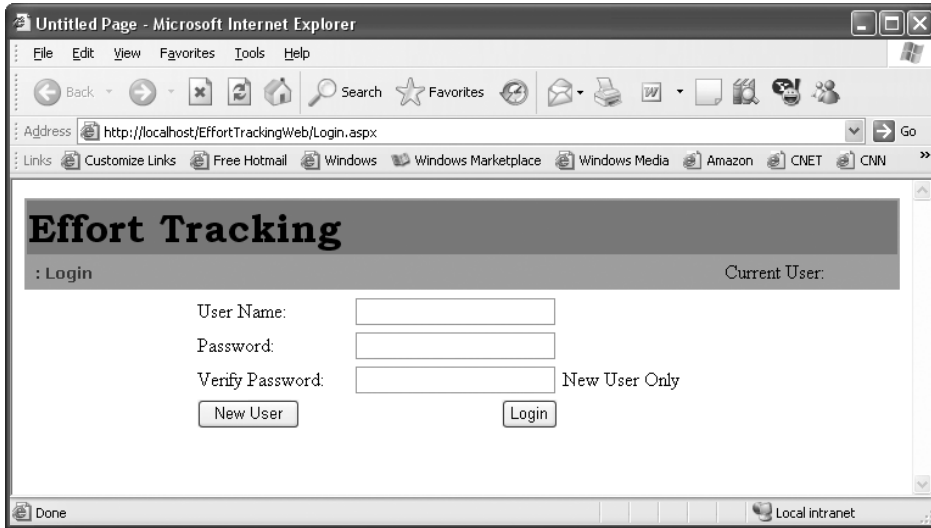 Untitled Page - Microsoft Internet Explorer
File Edit View Favorites Tools Help
Back Search Favorites W
Address http://localhost/EffortTrackingWeb/Login.aspx Go
Links Customize Links Free Hotmail Windows Windows Marketplace Windows Media Amazon CNET CNN »
Effort Tracking
: Login Current User:
User Name:
Password:
Verify Password: New User Only
New User Login
Done Local intranet